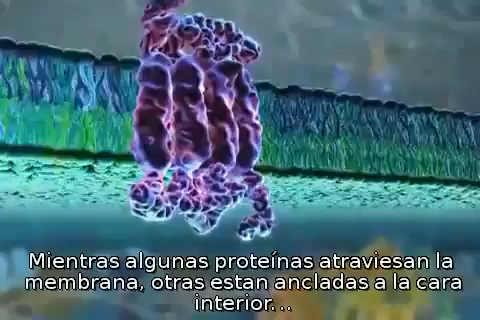 Mientras algunas proteínas atraviesan la
membrana, otras estan ancladas a la cara
interior...